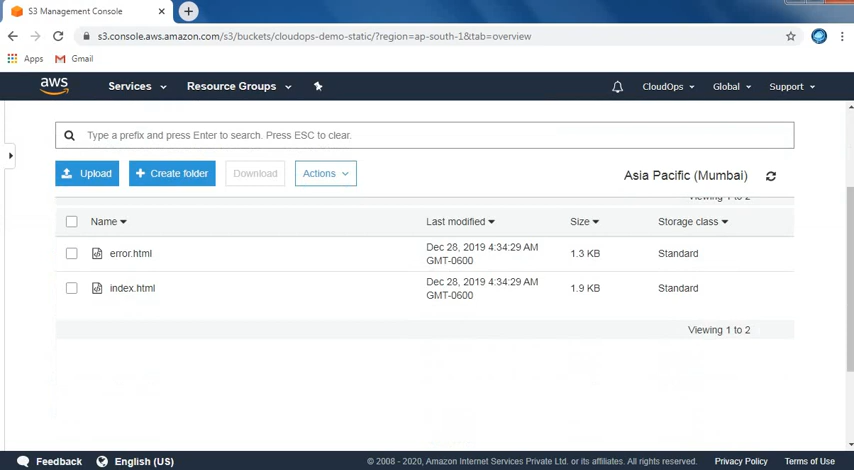 S3 Management Console
s3.console.aws.amazon.com/s3/buckets/cloudops-demo-static/?region=ap-south-1&tab=overview
Apps Gmail
aws Services Resource Groups CloudOps Global Support
Type a prefix and press Enter to search. Press ESC to clear.
Upload Create folder Download Actions Asia Pacific (Mumbai)
Viewing 1 to 2
Name Last modified Size Storage class
error.html Dec 28, 2019 4:34:29 AM GMT-0600 1.3 KB Standard
index.html Dec 28, 2019 4:34:29 AM GMT-0600 1.9 KB Standard
Viewing 1 to 2
Feedback English (US) © 2008 - 2020, Amazon Internet Services Private Ltd. or its affiliates. All rights reserved. Privacy Policy Terms of Use